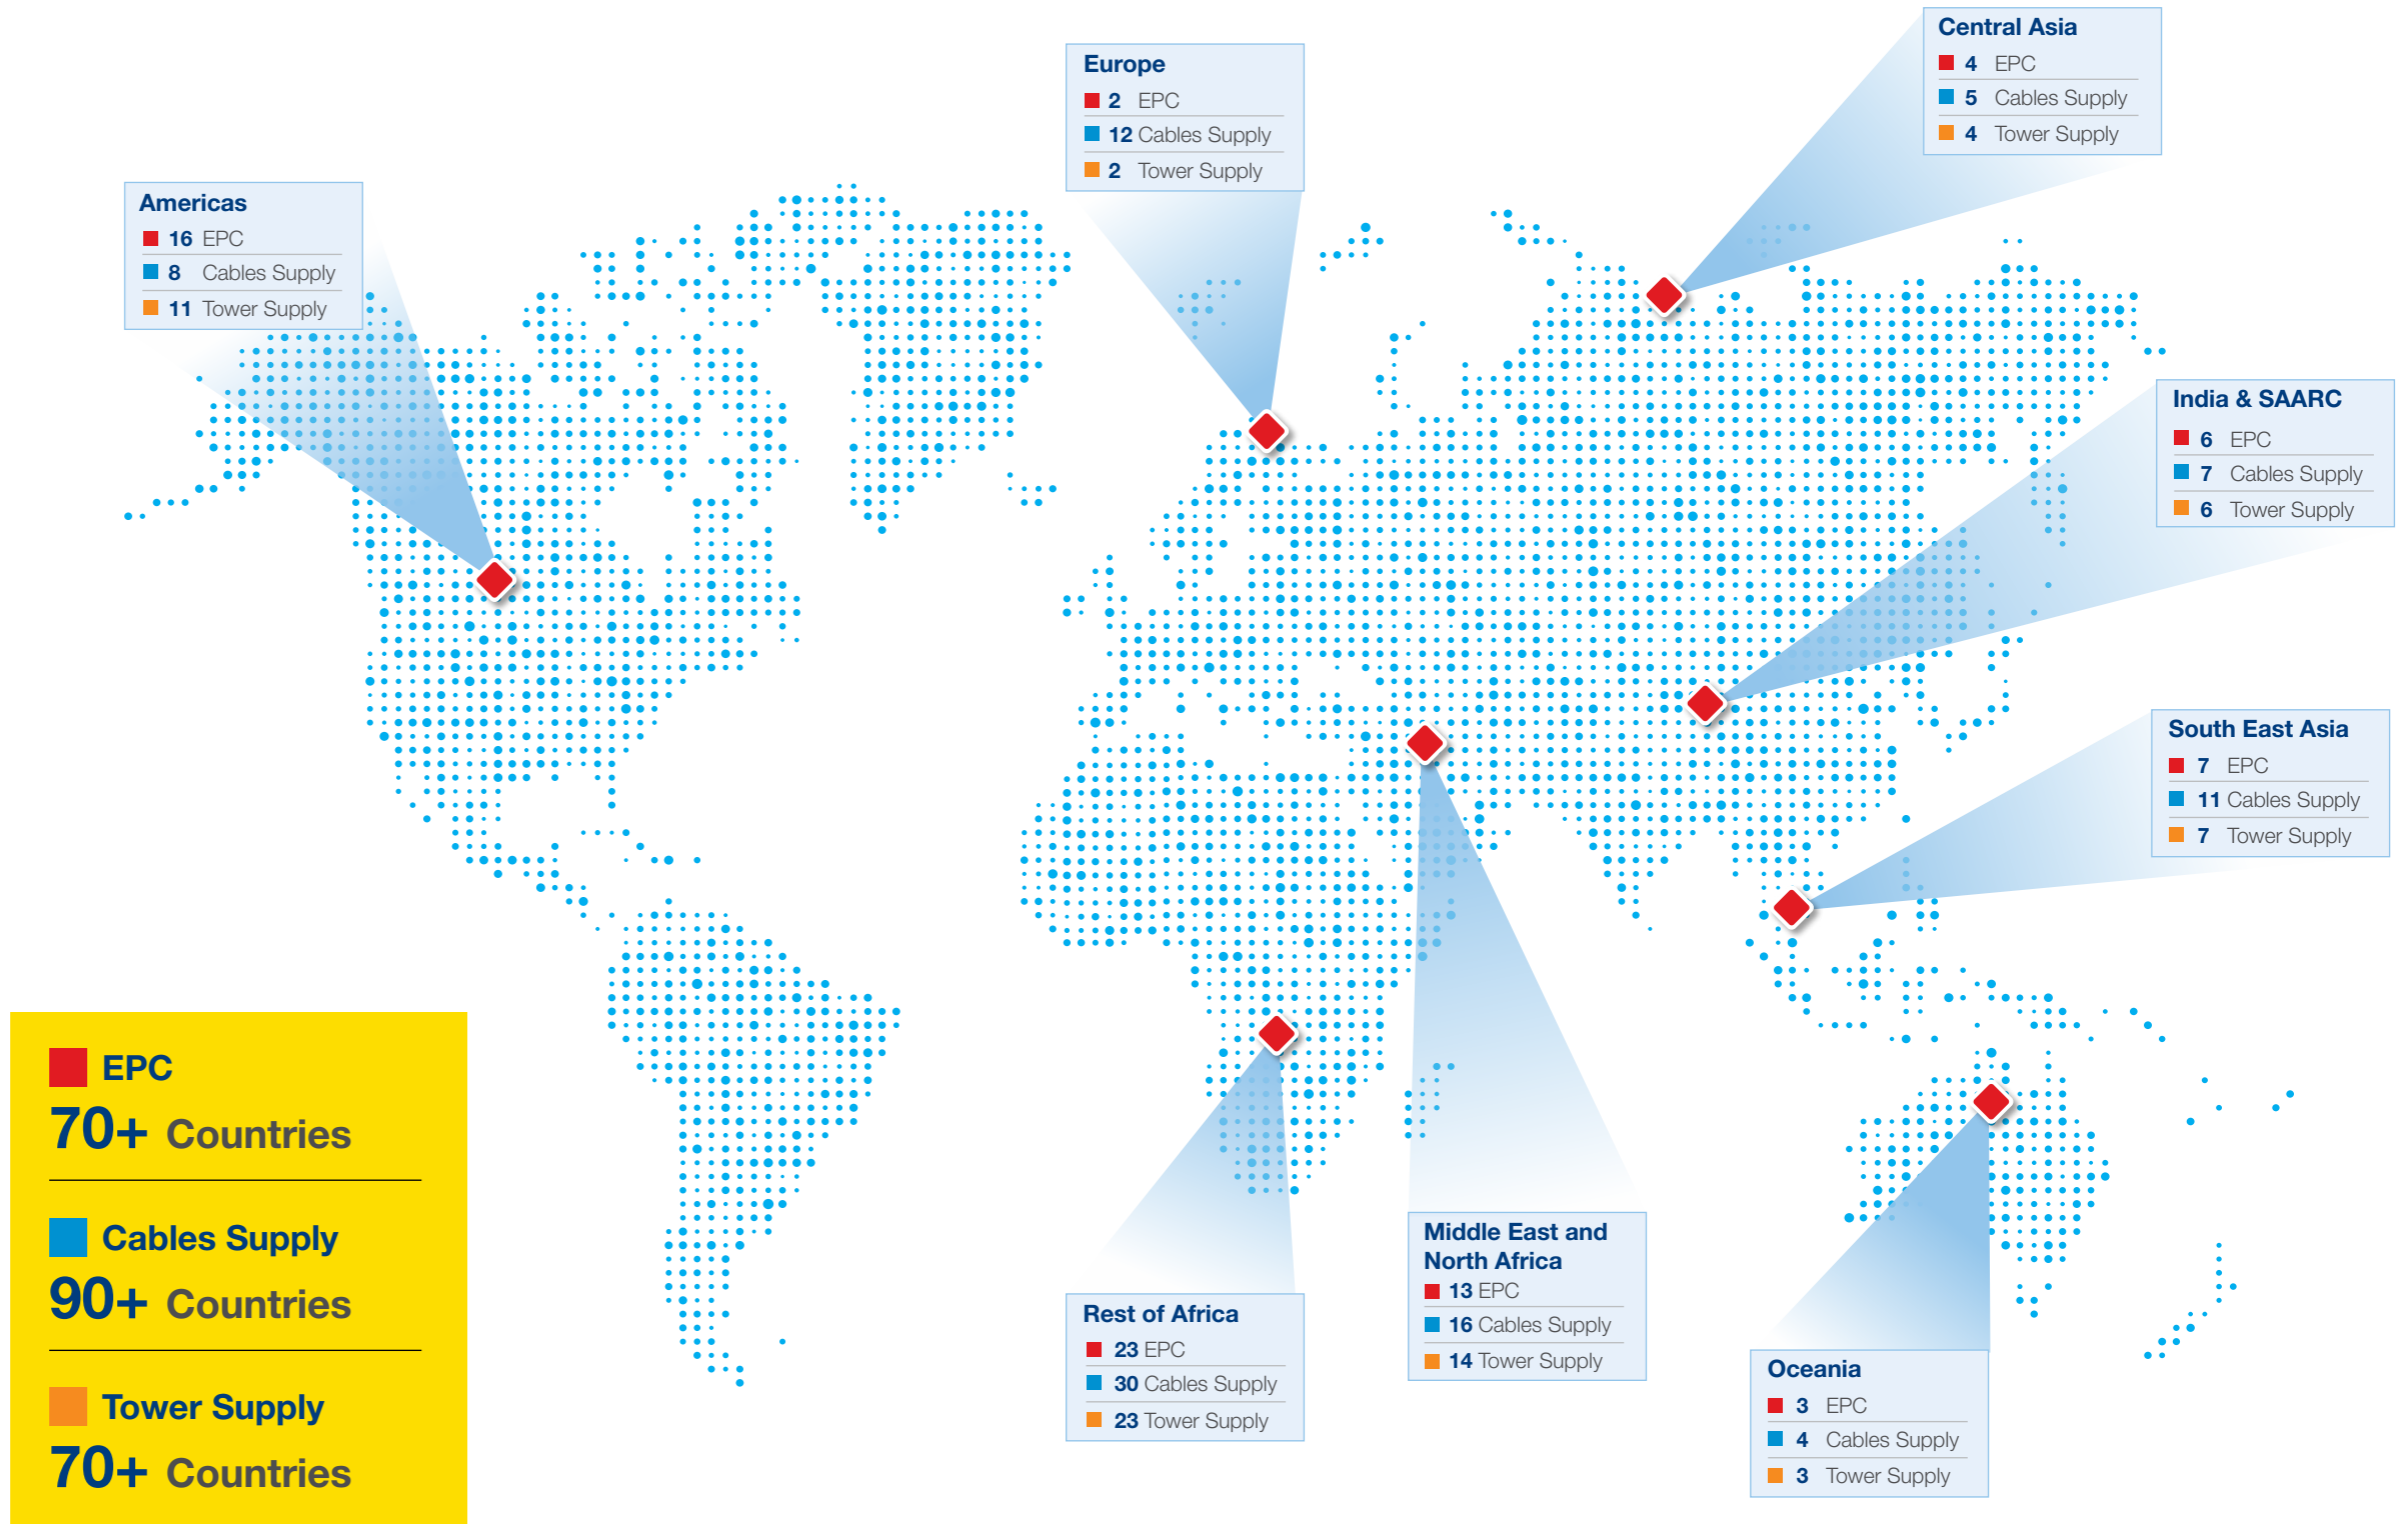 Central Asia
4 EPC
5 Cables Supply
4 Tower Supply
Europe
2 EPC
12 Cables Supply
2 Tower Supply
Americas
16 EPC
8 Cables Supply
11 Tower Supply
India & SAARC
6 EPC
7 Cables Supply
6 Tower Supply
South East Asia
7 EPC
11 Cables Supply
7 Tower Supply
EPC
70+ Countries
Cables Supply
90+ Countries
Tower Supply
70+ Countries
Rest of Africa
23 EPC
30 Cables Supply
23 Tower Supply
Middle East and
North Africa
13 EPC
16 Cables Supply
14 Tower Supply
Oceania
3 EPC
4 Cables Supply
3 Tower Supply